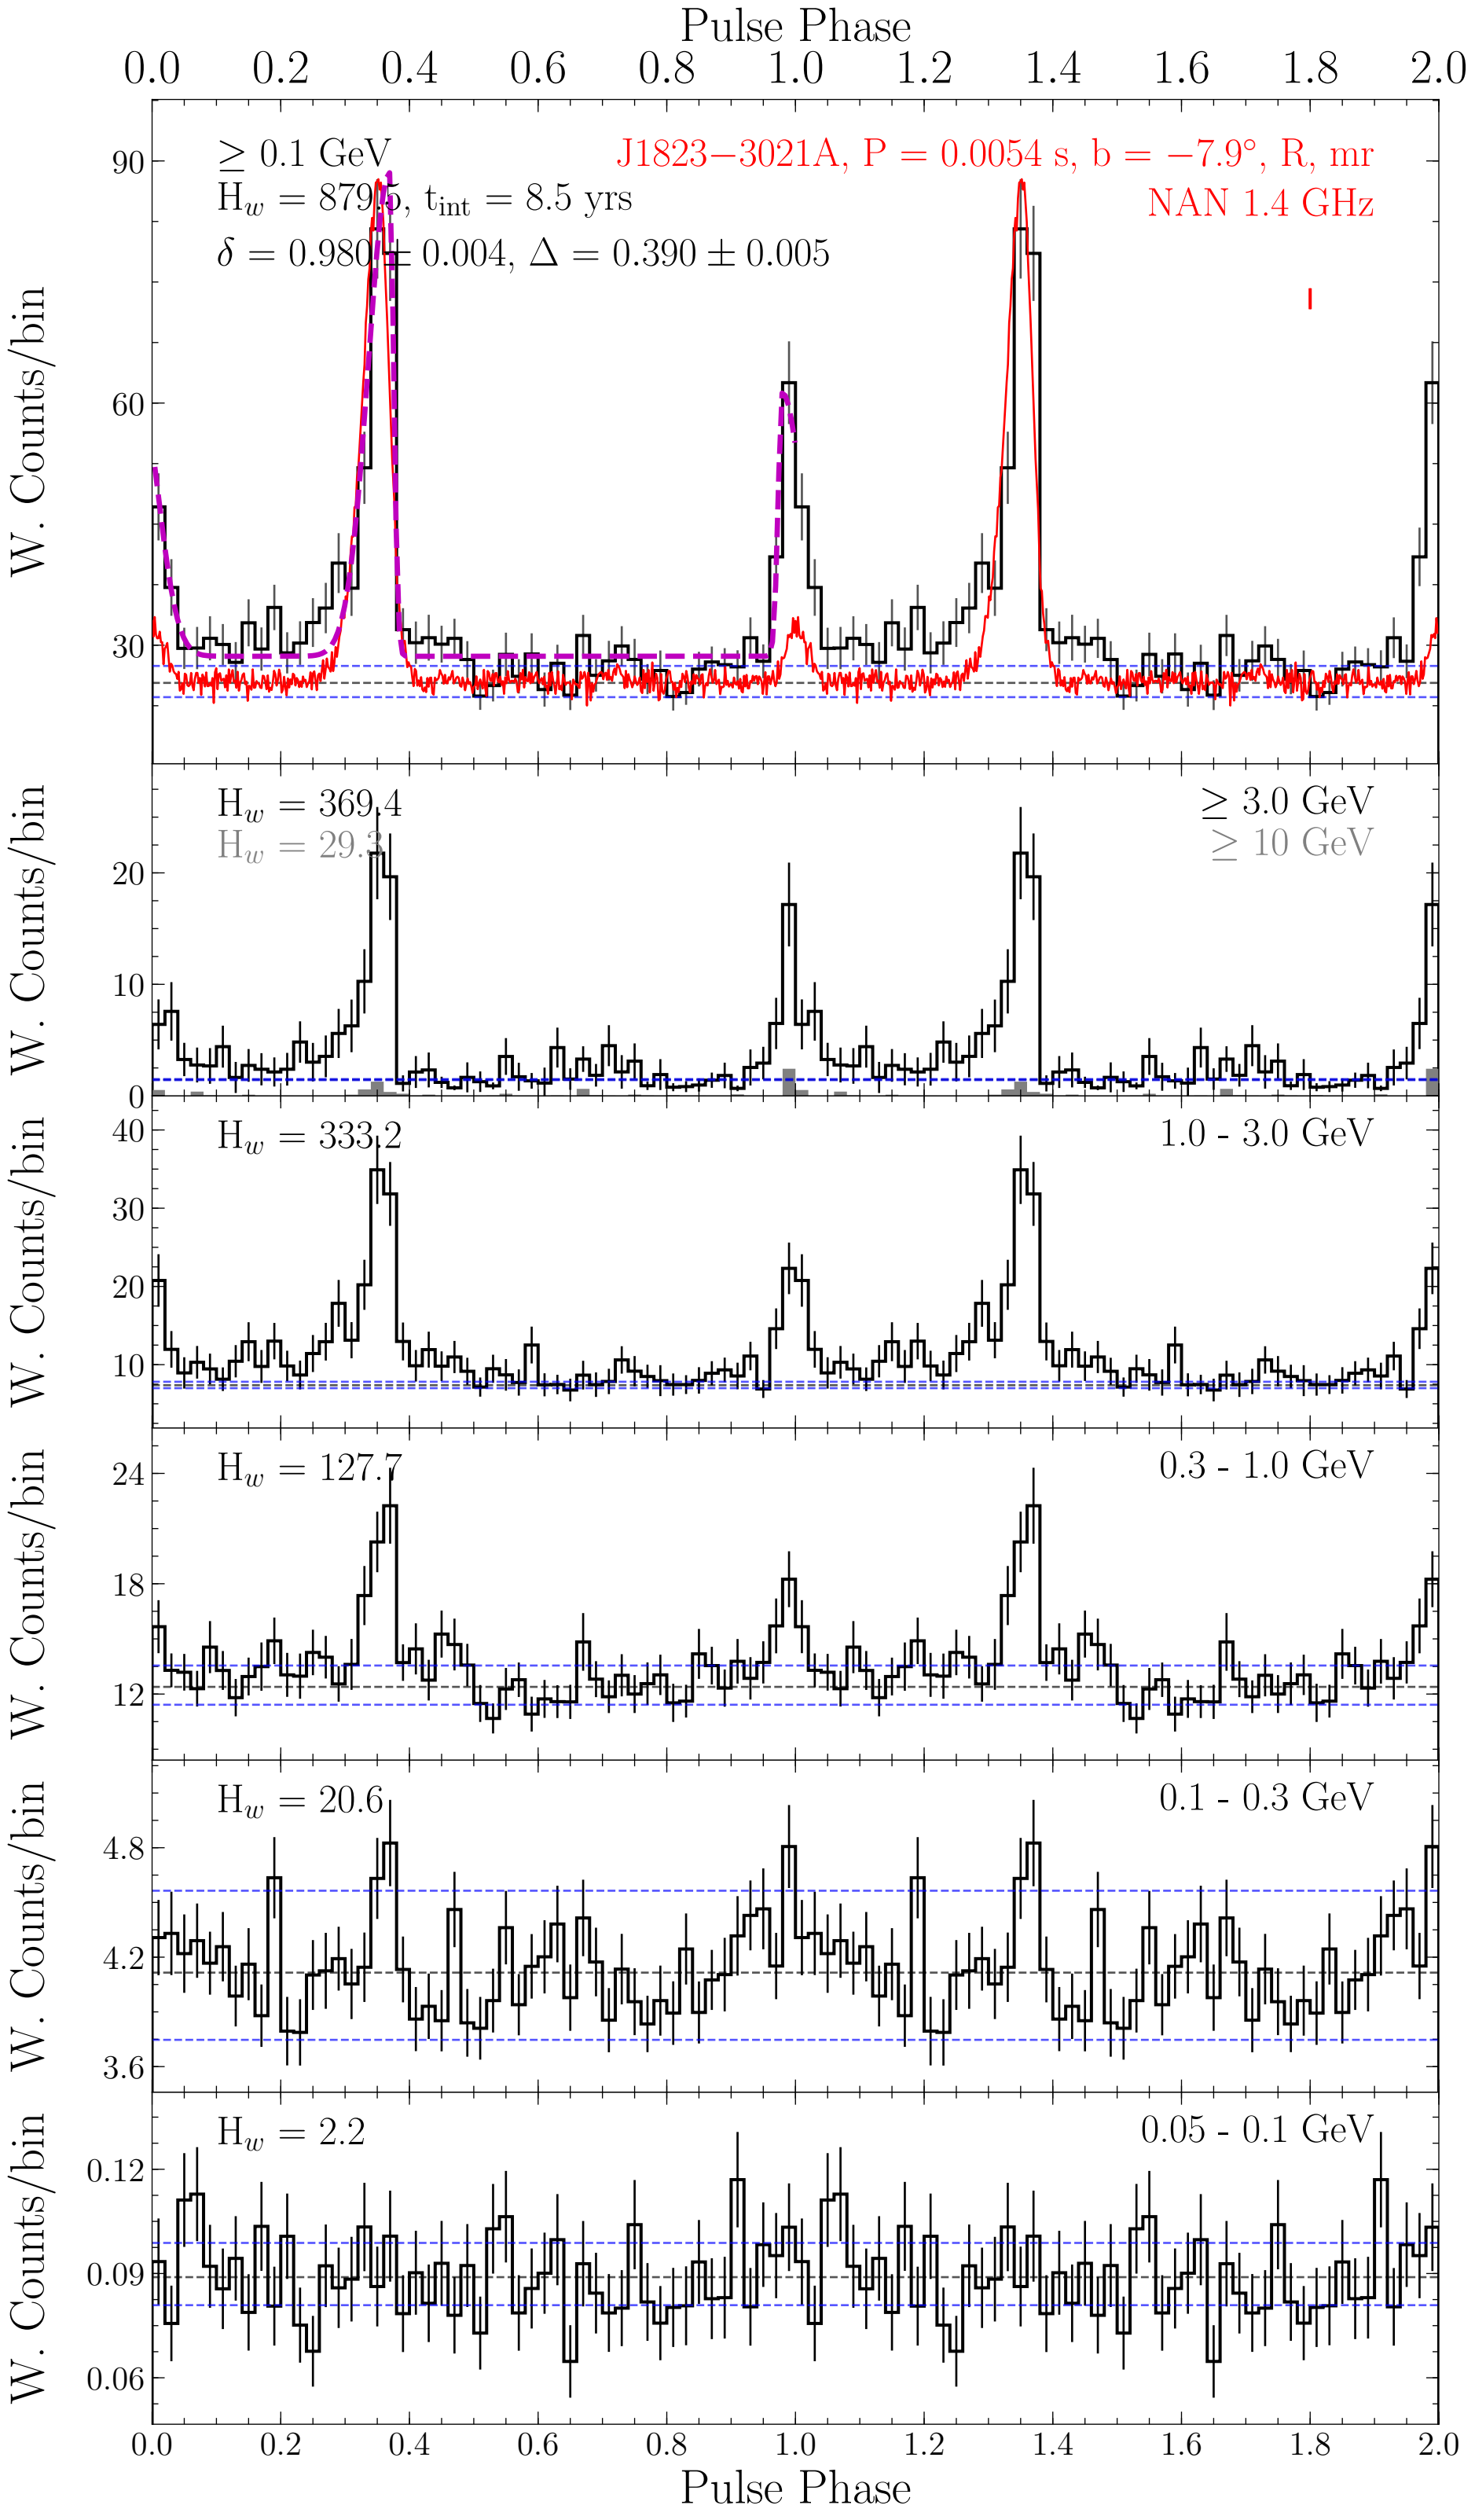 Pulse Phase
0.0 0.2 0.4 0.6 0.8 1.0 1.2 1.4 1.6 1.8 2.0
≥ 0.1 GeV
H_w = 879.5, t_int = 8.5 yrs
δ = 0.980 ± 0.004, Δ = 0.390 ± 0.005
J1823−3021A, P = 0.0054 s, b = −7.9°, R, mr
NAN 1.4 GHz
W. Counts/bin
90
60
30
H_w = 369.4
H_w = 29.3
≥ 3.0 GeV
≥ 10 GeV
W. Counts/bin
20
10
0
H_w = 333.2
1.0 - 3.0 GeV
W. Counts/bin
40
30
20
10
H_w = 127.7
0.3 - 1.0 GeV
W. Counts/bin
24
18
12
H_w = 20.6
0.1 - 0.3 GeV
W. Counts/bin
4.8
4.2
3.6
H_w = 2.2
0.05 - 0.1 GeV
W. Counts/bin
0.12
0.09
0.06
0.0 0.2 0.4 0.6 0.8 1.0 1.2 1.4 1.6 1.8 2.0
Pulse Phase